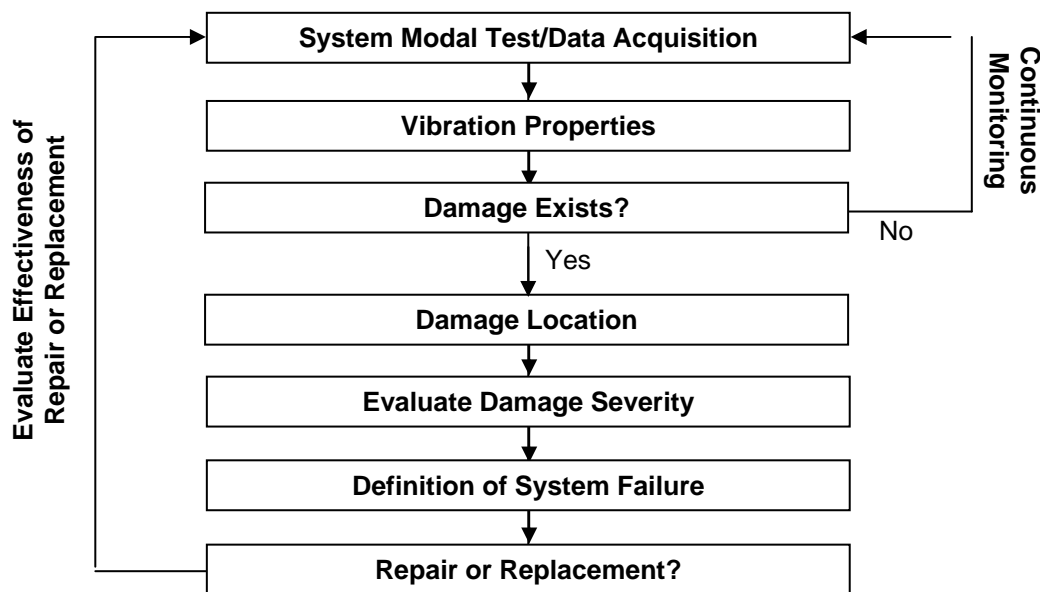 System Modal Test/Data Acquisition
Vibration Properties
Damage Exists?
No
Yes
Damage Location
Evaluate Damage Severity
Definition of System Failure
Repair or Replacement?
Evaluate Effectiveness of
Repair or Replacement
Continuous
Monitoring